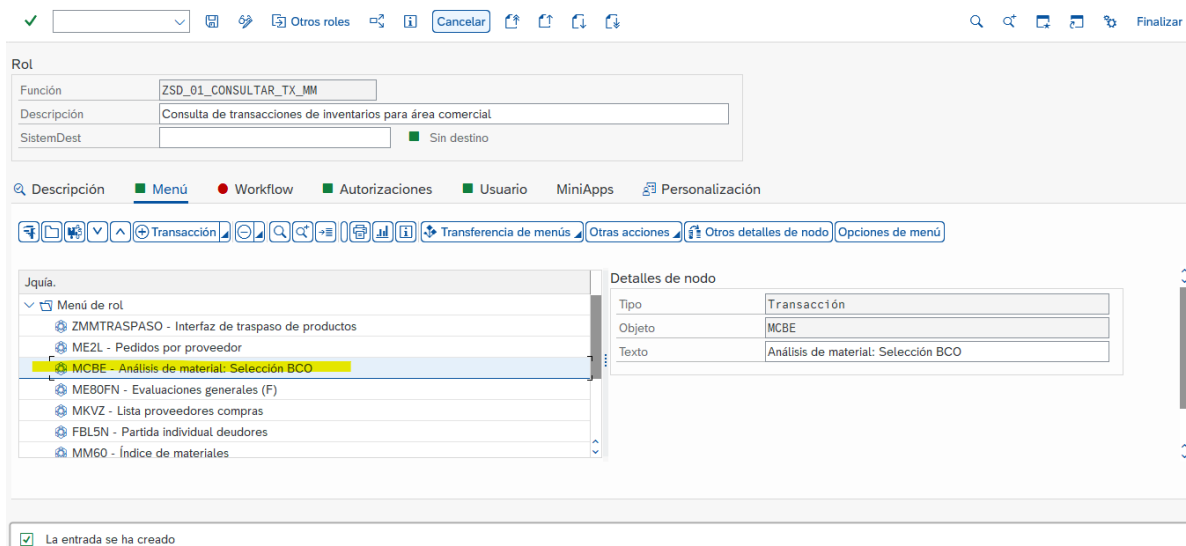 Otros roles Cancelar Finalizar
Rol
Función ZSD_01_CONSULTAR_TX_MM
Descripción Consulta de transacciones de inventarios para área comercial
SistemDest Sin destino
Descripción Menú Workflow Autorizaciones Usuario MiniApps Personalización
Transacción Transferencia de menús Otras acciones Otros detalles de nodo Opciones de menú
Jquía.
Menú de rol
ZMMTRASPASO - Interfaz de traspaso de productos
ME2L - Pedidos por proveedor
MCBE - Análisis de material: Selección BCO
ME80FN - Evaluaciones generales (F)
MKVZ - Lista proveedores compras
FBL5N - Partida individual deudores
MM60 - Índice de materiales
Detalles de nodo
Tipo Transacción
Objeto MCBE
Texto Análisis de material: Selección BCO
La entrada se ha creado